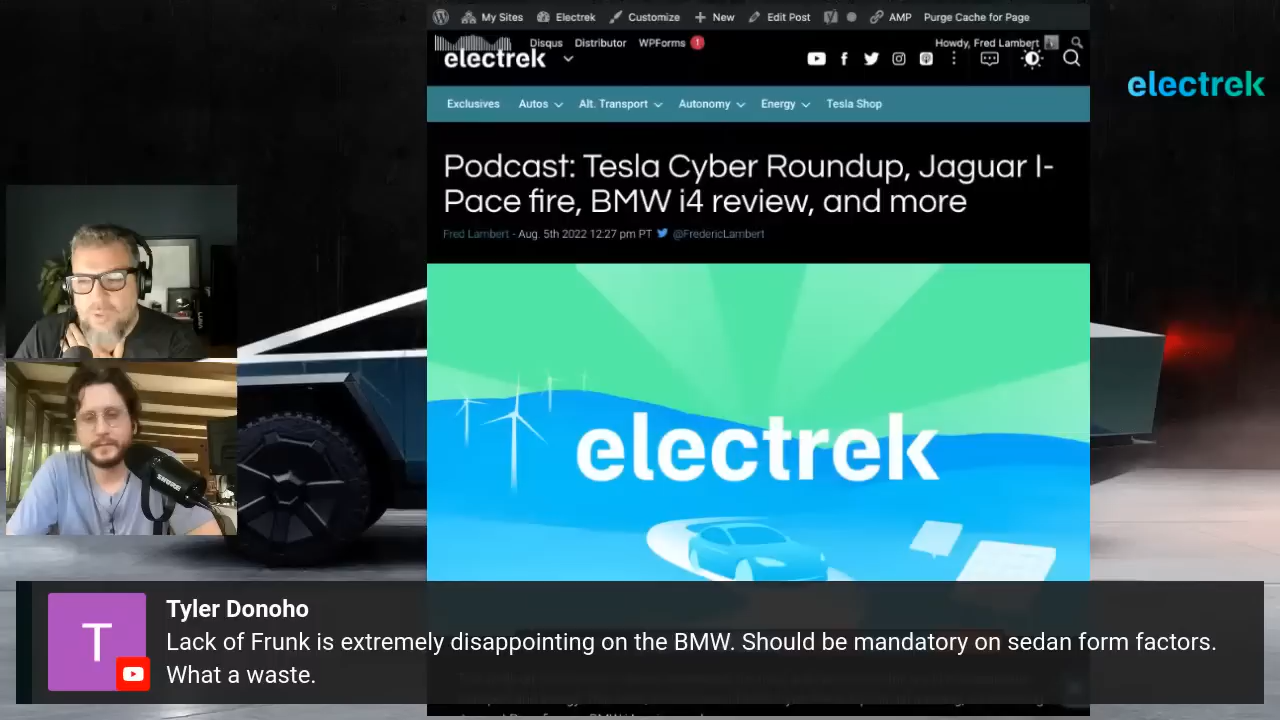 My Sites Electrek Customize New Edit Post AMP Purge Cache for Page
Disqus Distributor WPForms 1 Howdy, Fred Lambert
electrek
electrek
Exclusives Autos Alt. Transport Autonomy Energy Tesla Shop
Podcast: Tesla Cyber Roundup, Jaguar I-
Pace fire, BMW i4 review, and more
Fred Lambert - Aug. 5th 2022 12:27 pm PT @FredericLambert
electrek
SHURE
T
Tyler Donoho
Lack of Frunk is extremely disappointing on the BMW. Should be mandatory on sedan form factors.
What a waste.